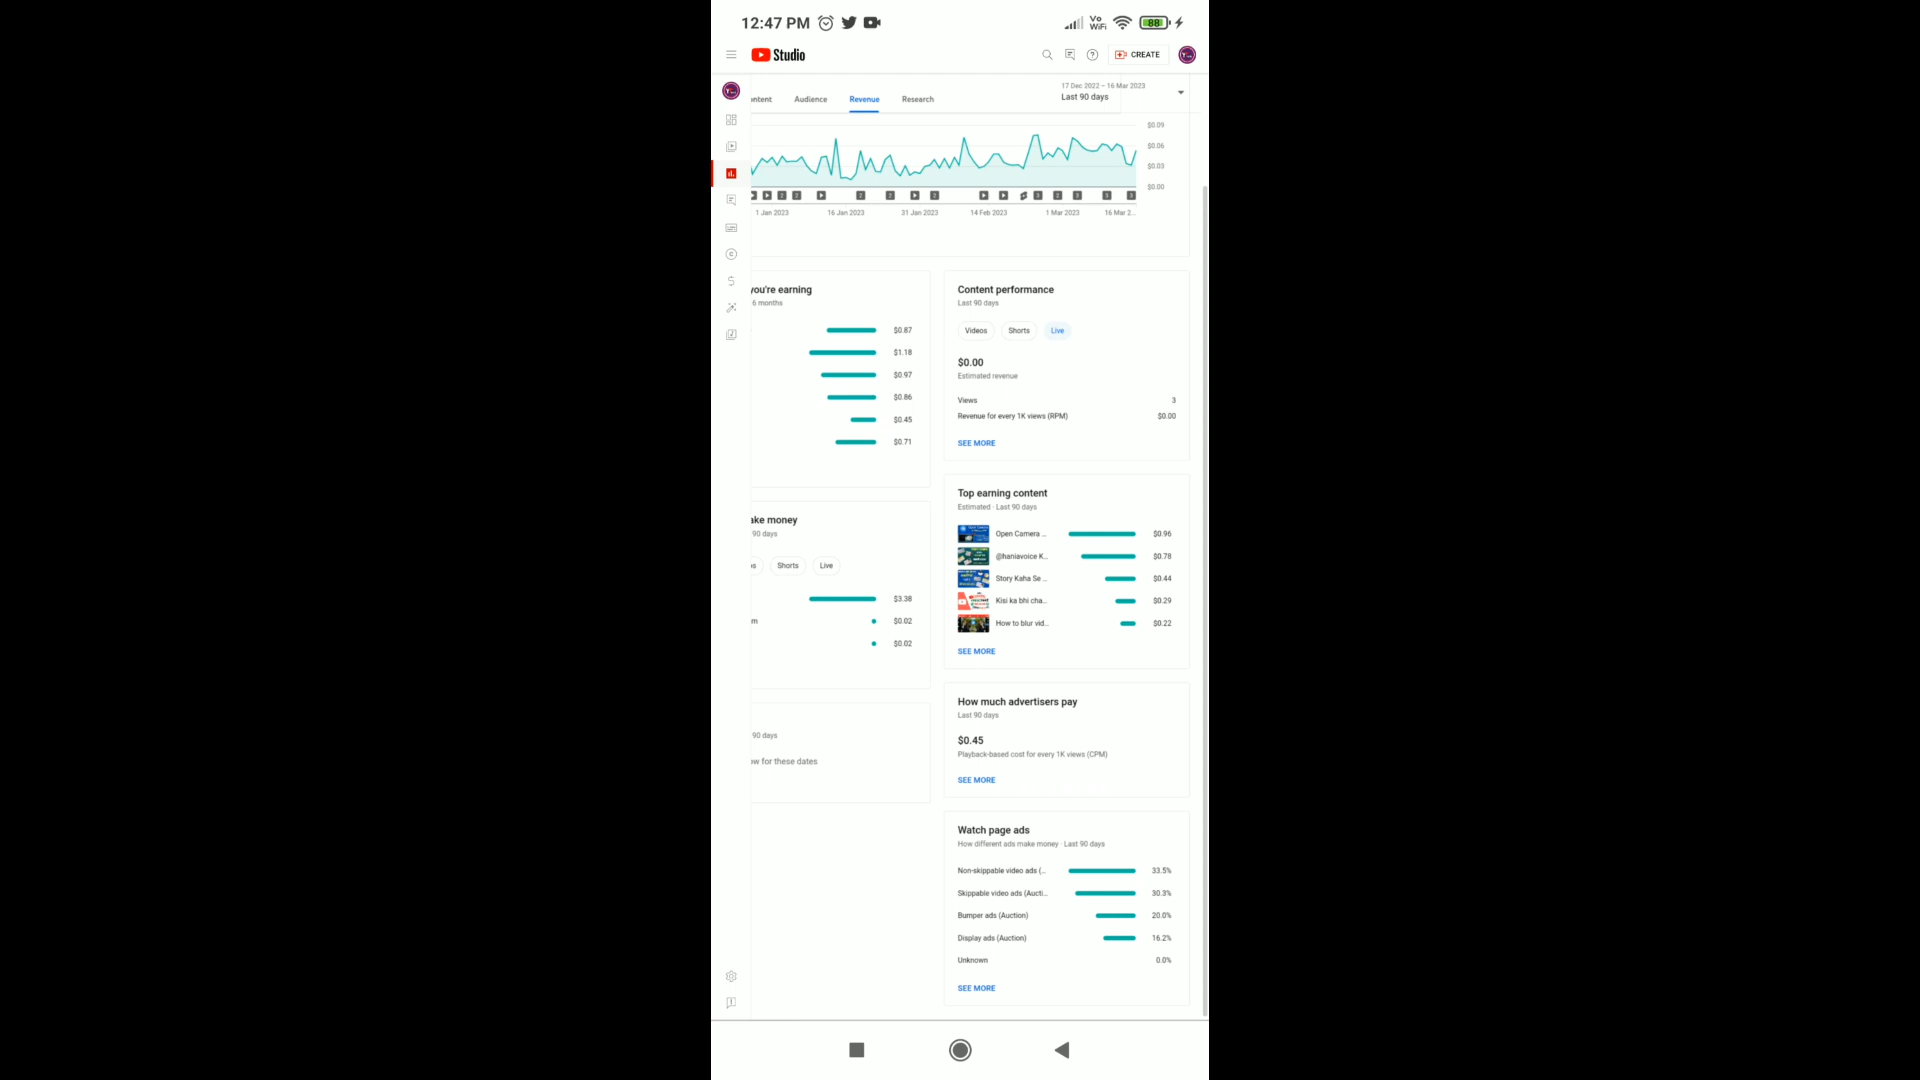 12:47 PM
Vo WiFi
88
Studio
CREATE
ntent Audience Revenue Research
17 Dec 2022 – 16 Mar 2023
Last 90 days
$0.09
$0.06
$0.03
$0.00
1 Jan 2023 16 Jan 2023 31 Jan 2023 14 Feb 2023 1 Mar 2023 16 Mar 2...
you're earning
6 months
$0.87
$1.18
$0.97
$0.86
$0.45
$0.71
ake money
90 days
os Shorts Live
$3.38
m $0.02
$0.02
90 days
ow for these dates
Content performance
Last 90 days
Videos Shorts Live
$0.00
Estimated revenue
Views 3
Revenue for every 1K views (RPM) $0.00
SEE MORE
Top earning content
Estimated · Last 90 days
Open Camera ... $0.96
@haniavoice K... $0.78
Story Kaha Se ... $0.44
Kisi ka bhi cha... $0.29
How to blur vid... $0.22
SEE MORE
How much advertisers pay
Last 90 days
$0.45
Playback-based cost for every 1K views (CPM)
SEE MORE
Watch page ads
How different ads make money · Last 90 days
Non-skippable video ads (... 33.5%
Skippable video ads (Aucti... 30.3%
Bumper ads (Auction) 20.0%
Display ads (Auction) 16.2%
Unknown 0.0%
SEE MORE